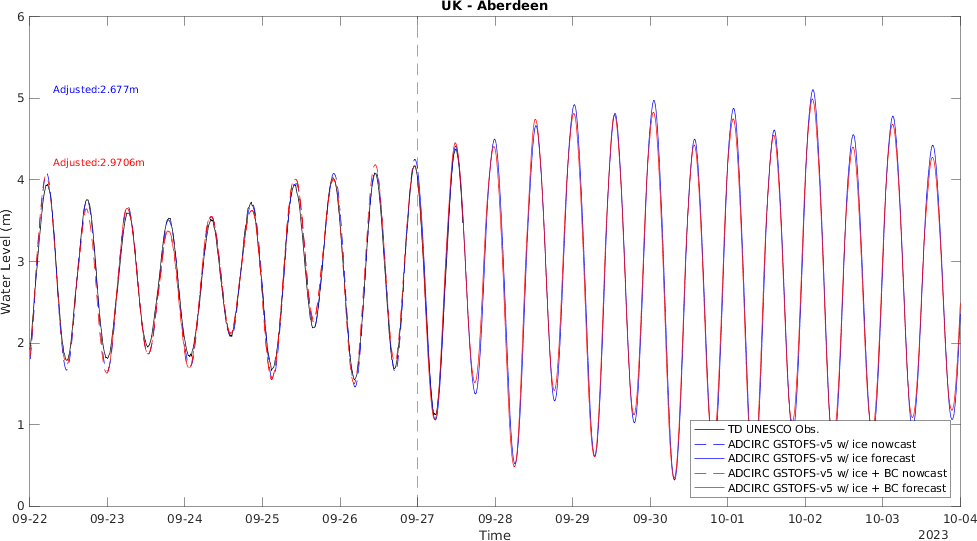 UK - Aberdeen
6
5
4
3
2
1
0
Water Level (m)
Adjusted:2.677m
Adjusted:2.9706m
TD UNESCO Obs.
ADCIRC GSTOFS-v5 w/ ice nowcast
ADCIRC GSTOFS-v5 w/ ice forecast
ADCIRC GSTOFS-v5 w/ ice + BC nowcast
ADCIRC GSTOFS-v5 w/ ice + BC forecast
09-22 09-23 09-24 09-25 09-26 09-27 09-28 09-29 09-30 10-01 10-02 10-03 10-04
Time
2023